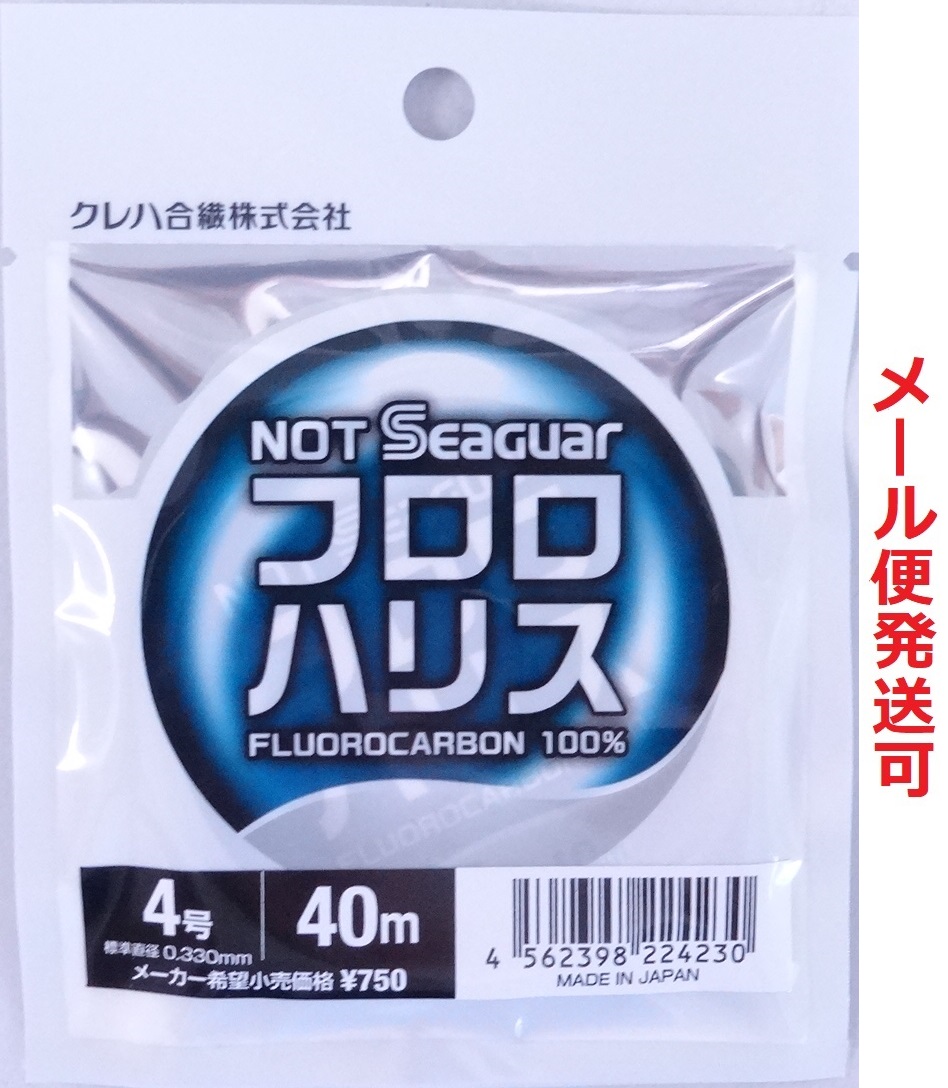 クレハ合繊株式会社
NOT Seaguar
フロロ
ハリス
FLUOROCARBON 100%
4号
標準直径 0.330mm
40m
メーカー希望小売価格 ¥750
4 562398 224230
MADE IN JAPAN
メール便発送可